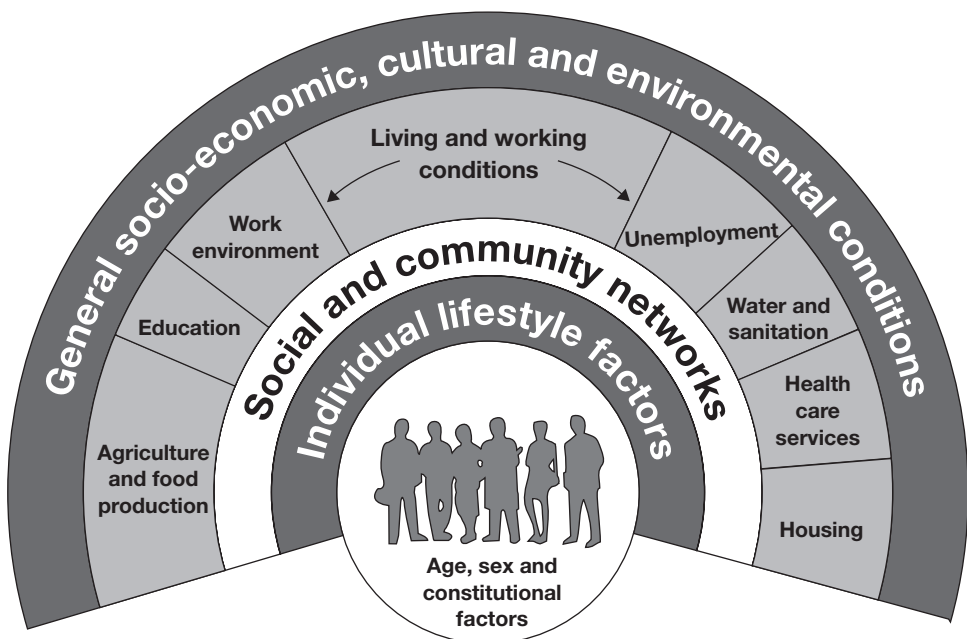 General socio-economic, cultural and environmental conditions
Living and working
conditions
Work
environment
Unemployment
Education
Water and
sanitation
Agriculture
and food
production
Health
care
services
Housing
Social and community networks
Individual lifestyle factors
Age, sex and
constitutional
factors